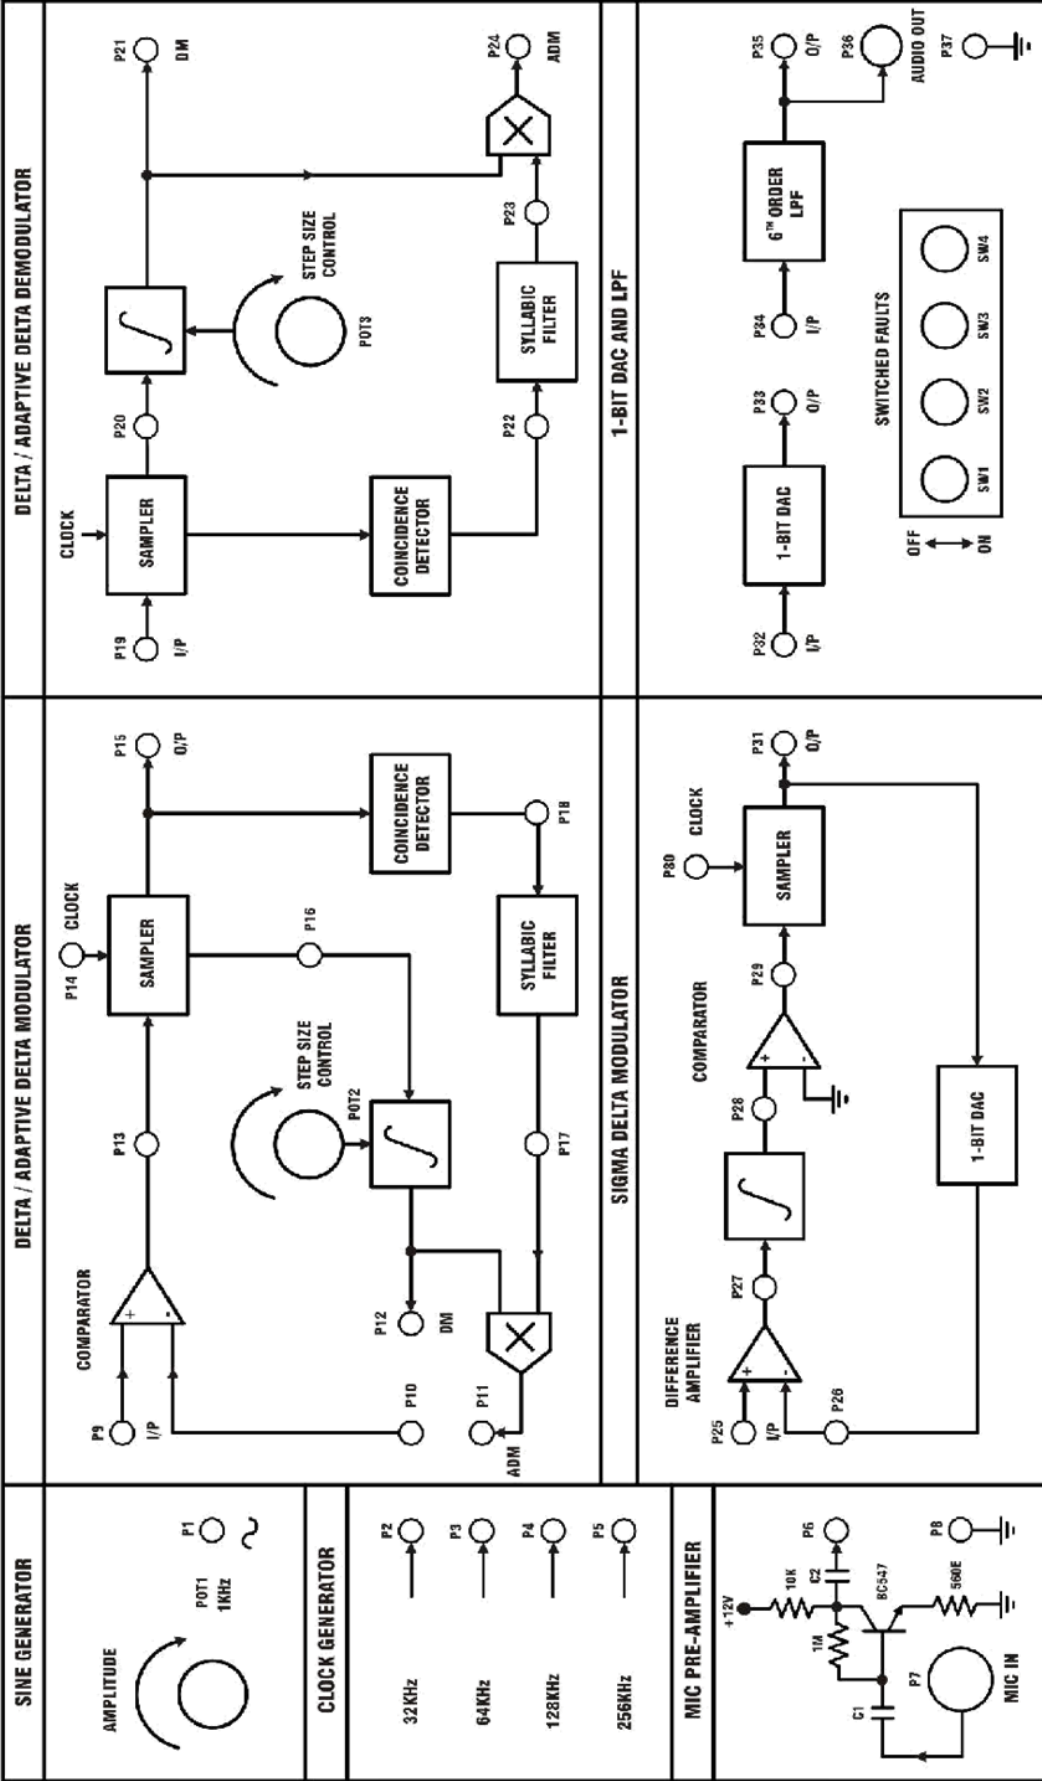 SINE GENERATOR
AMPLITUDE
POT1
1KHz
P1
CLOCK GENERATOR
32KHz
P2
64KHz
P3
128KHz
P4
256KHz
P5
MIC PRE-AMPLIFIER
+12V
10K
1M
C2
P6
C1
BC547
P7
MIC IN
560E
P8
DELTA / ADAPTIVE DELTA MODULATOR
COMPARATOR
P9
I/P
+
-
P13
P14
CLOCK
SAMPLER
P15
O/P
P16
STEP SIZE
CONTROL
POT2
P12
DM
P10
P11
ADM
P17
COINCIDENCE
DETECTOR
P18
SYLLABIC
FILTER
DELTA / ADAPTIVE DELTA DEMODULATOR
CLOCK
P19
I/P
SAMPLER
P20
P21
DM
STEP SIZE
CONTROL
POT3
COINCIDENCE
DETECTOR
P22
SYLLABIC
FILTER
P23
P24
ADM
SIGMA DELTA MODULATOR
DIFFERENCE
AMPLIFIER
P25
I/P
+
-
P26
P27
P28
COMPARATOR
+
-
P29
P30
CLOCK
SAMPLER
P31
O/P
1-BIT DAC
1-BIT DAC AND LPF
P32
I/P
1-BIT DAC
P33
O/P
P34
I/P
6TH ORDER
LPF
P35
O/P
P36
AUDIO OUT
P37
SWITCHED FAULTS
OFF
ON
SW1
SW2
SW3
SW4